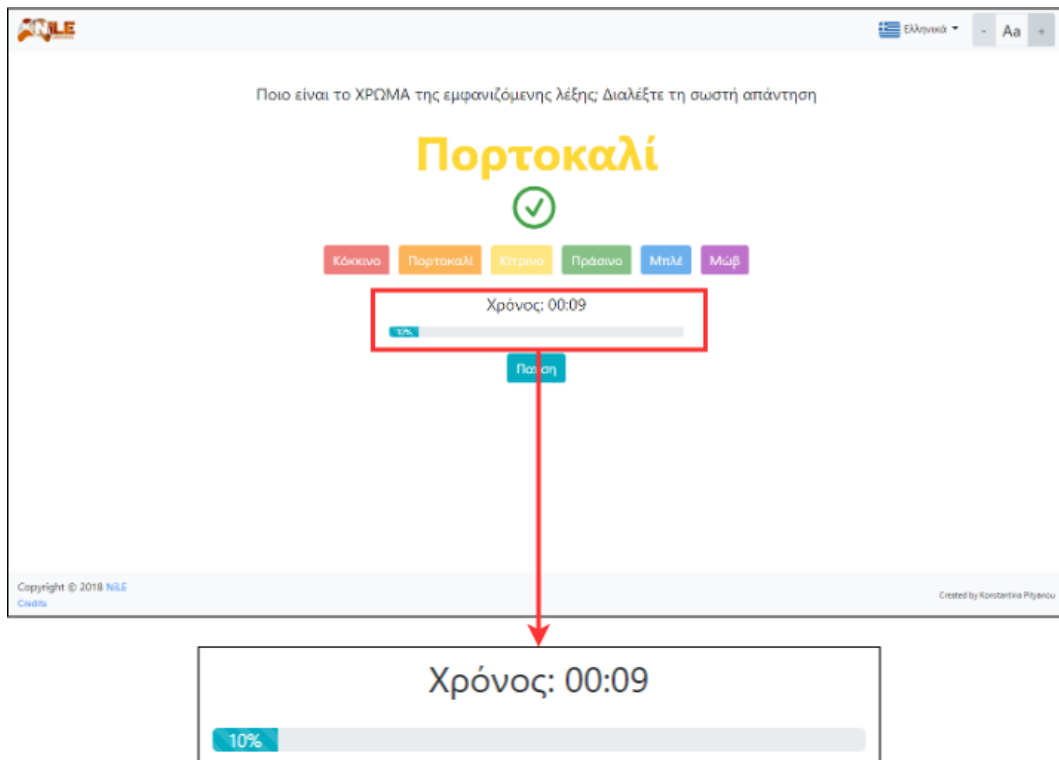 NiLE
Ελληνικά
- Aa +
Ποιο είναι το ΧΡΩΜΑ της εμφανιζόμενης λέξης; Διαλέξτε τη σωστή απάντηση
Πορτοκαλί
Κόκκινο Πορτοκαλί Κίτρινο Πράσινο Μπλέ Μώβ
Χρόνος: 00:09
10%
Παύση
Copyright © 2018 NiLE
Credits
Created by Konstantina Pityanou
Χρόνος: 00:09
10%